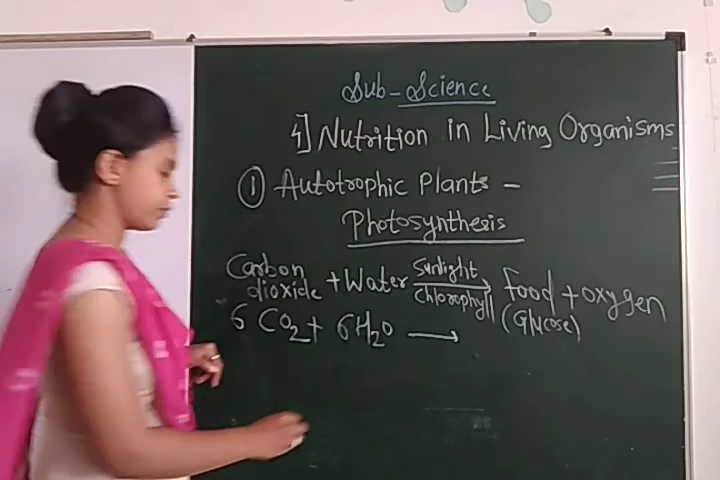 Sub-Science
4] Nutrition in Living Organisms
① Autotrophic Plants -
Photosynthesis
Carbon dioxide + Water Sunlight Chlorophyll → food + oxygen
(Glucose)
6 CO2 + 6H2O →